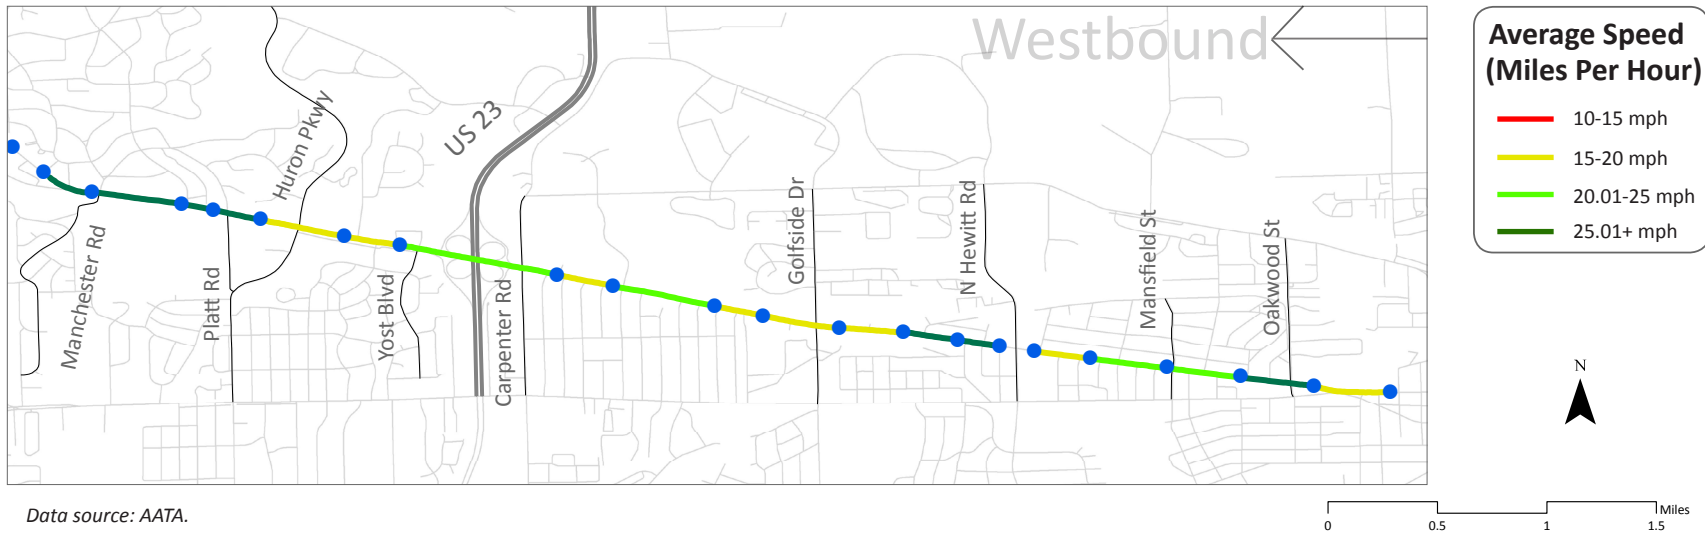 Westbound
Huron Pkwy
US 23
Manchester Rd
Platt Rd
Yost Blvd
Carpenter Rd
Golfside Dr
N Hewitt Rd
Mansfield St
Oakwood St
Average Speed
(Miles Per Hour)
10-15 mph
15-20 mph
20.01-25 mph
25.01+ mph
N
Data source: AATA.
0 0.5 1 1.5 Miles